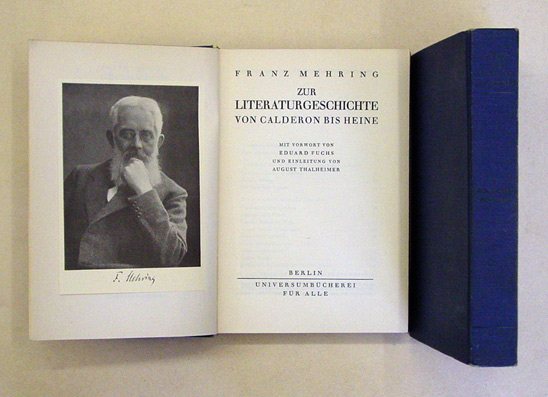 F. Mehring
FRANZ MEHRING
ZUR
LITERATURGESCHICHTE
VON CALDERON BIS HEINE
MIT VORWORT VON
EDUARD FUCHS
UND EINLEITUNG VON
AUGUST THALHEIMER
BERLIN
UNIVERSUMBÜCHEREI
FÜR ALLE